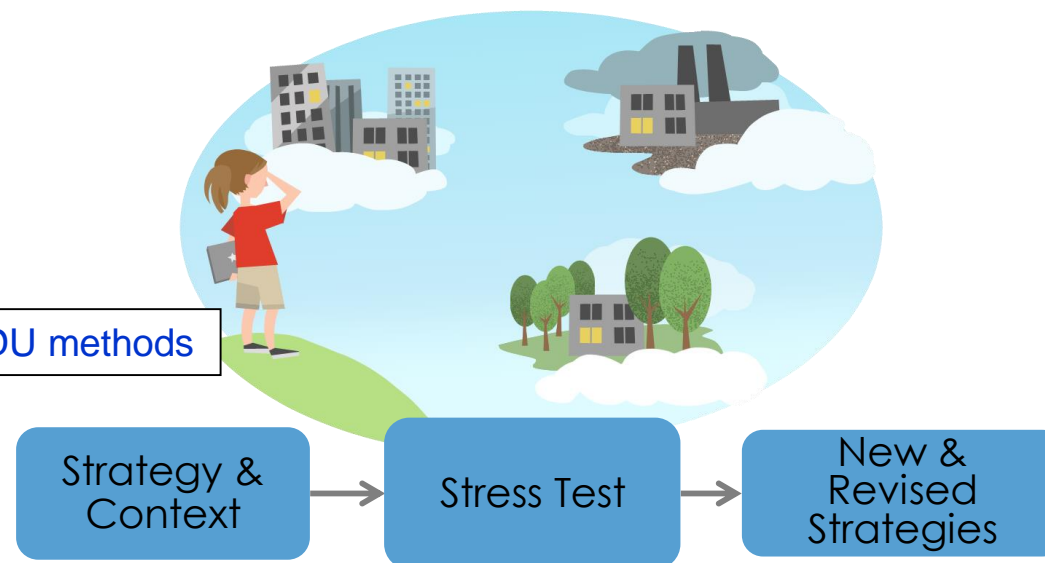 DU methods
Strategy &
Context
Stress Test
New &
Revised
Strategies